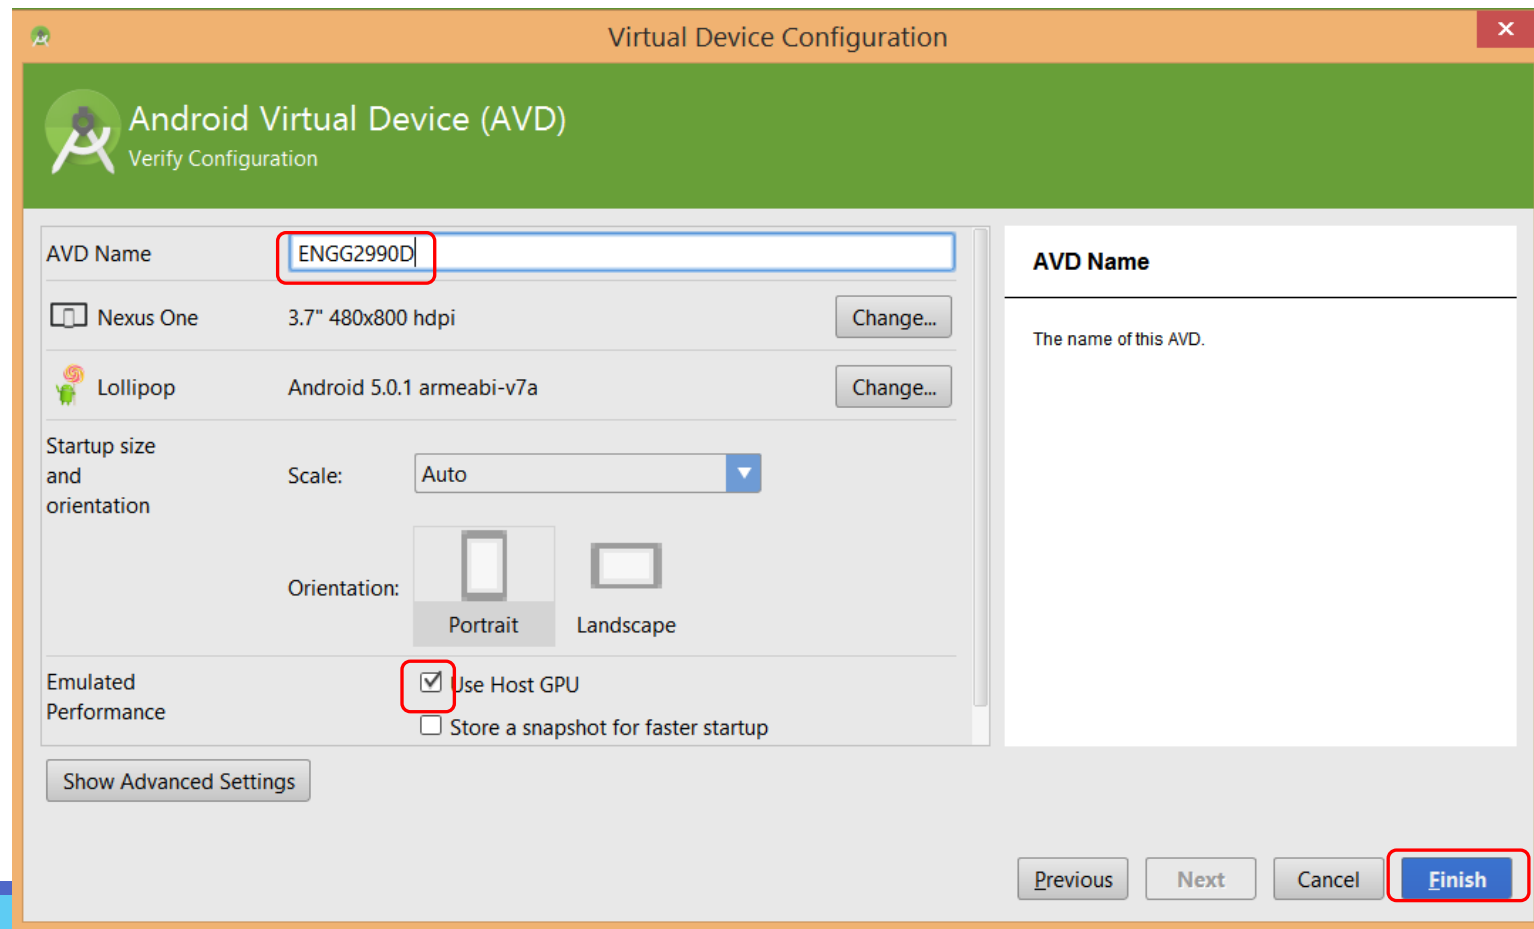 Virtual Device Configuration
Android Virtual Device (AVD)
Verify Configuration
AVD Name
ENGG2990D
Nexus One
3.7" 480x800 hdpi
Change...
Lollipop
Android 5.0.1 armeabi-v7a
Change...
Startup size
and
orientation
Scale:
Auto
Orientation:
Portrait
Landscape
Emulated
Performance
Use Host GPU
Store a snapshot for faster startup
AVD Name
The name of this AVD.
Show Advanced Settings
Previous
Next
Cancel
Finish